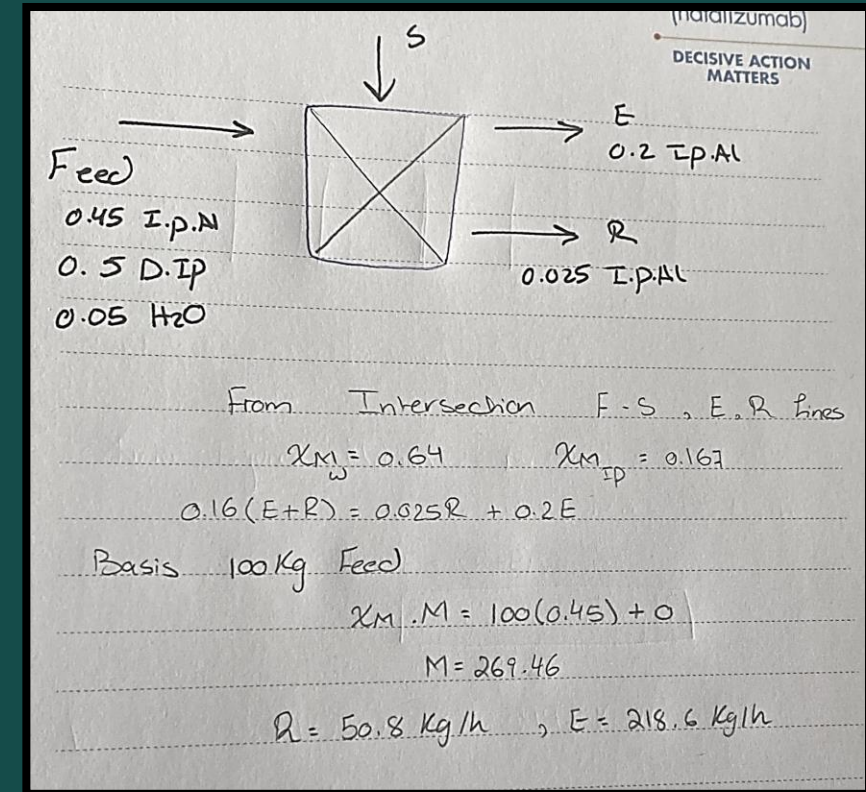 (natalizumab)
DECISIVE ACTION
MATTERS
S
E
0.2 I.p.Al
Feed
0.45 I.p.Al
0.5 D.IP
0.05 H2O
R
0.025 I.p.Al
From Intersection F-S , E.R lines
XMw = 0.64 XMIP = 0.167
0.16(E+R) = 0.025R + 0.2E
Basis 100 Kg Feed
XM . M = 100(0.45) + 0
M = 269.46
R = 50.8 Kg/h , E = 218.6 Kg/h